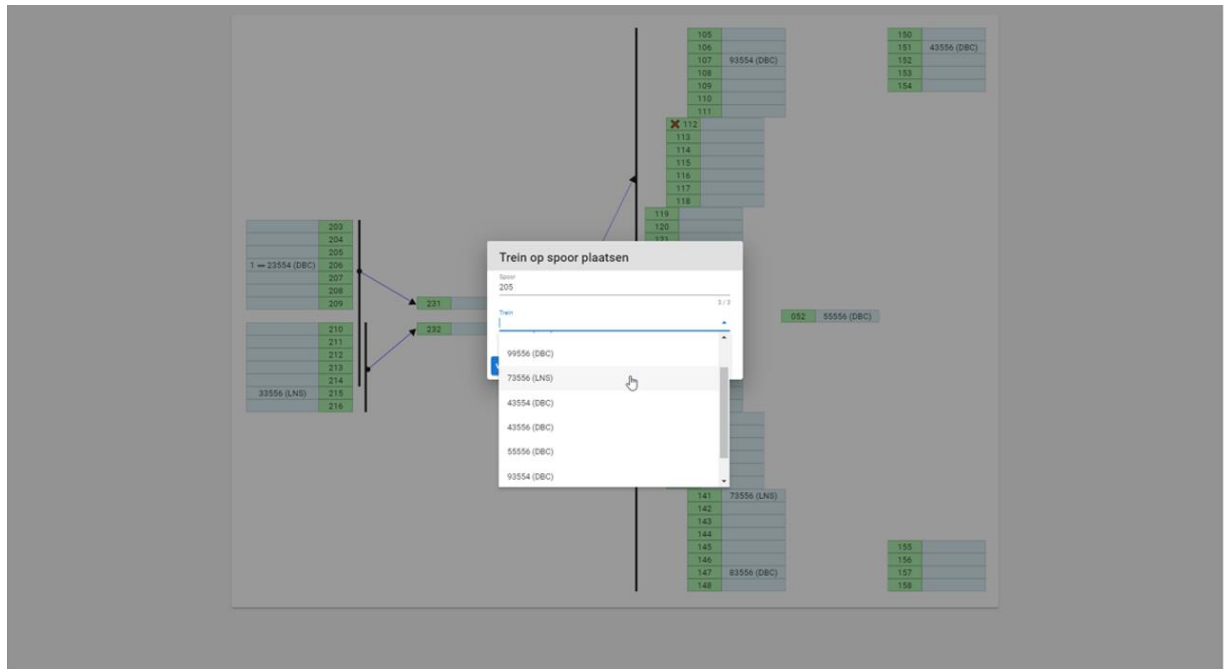 105
106
107 93554 (DBC)
108
109
110
111
112
113
114
115
116
117
118
119
120
121
150
151 43556 (DBC)
152
153
154
203
204
205
1 — 23554 (DBC) 206
207
208
209
210
211
212
213
214
33556 (LNS) 215
216
231
232
Trein op spoor plaatsen
Spoor
205
3 / 3
Trein
99556 (DBC)
73556 (LNS)
43554 (DBC)
43556 (DBC)
55556 (DBC)
93554 (DBC)
052 55556 (DBC)
141 73556 (LNS)
142
143
144
145
146
147 83556 (DBC)
148
155
156
157
158